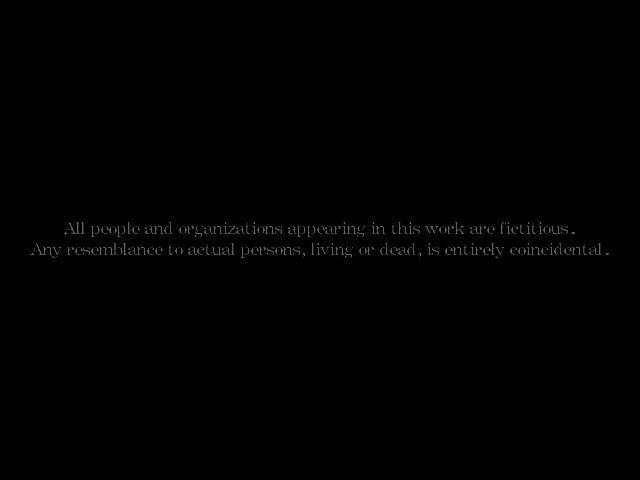 All people and organizations appearing in this work are fictitious.
Any resemblance to actual persons, living or dead, is entirely coincidental.